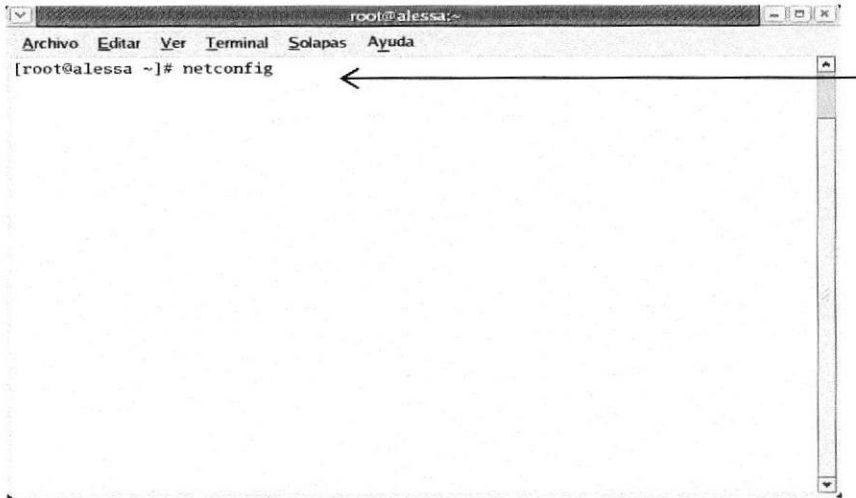 root@alessa:~
Archivo Editar Ver Terminal Solapas Ayuda
[root@alessa ~]# netconfig